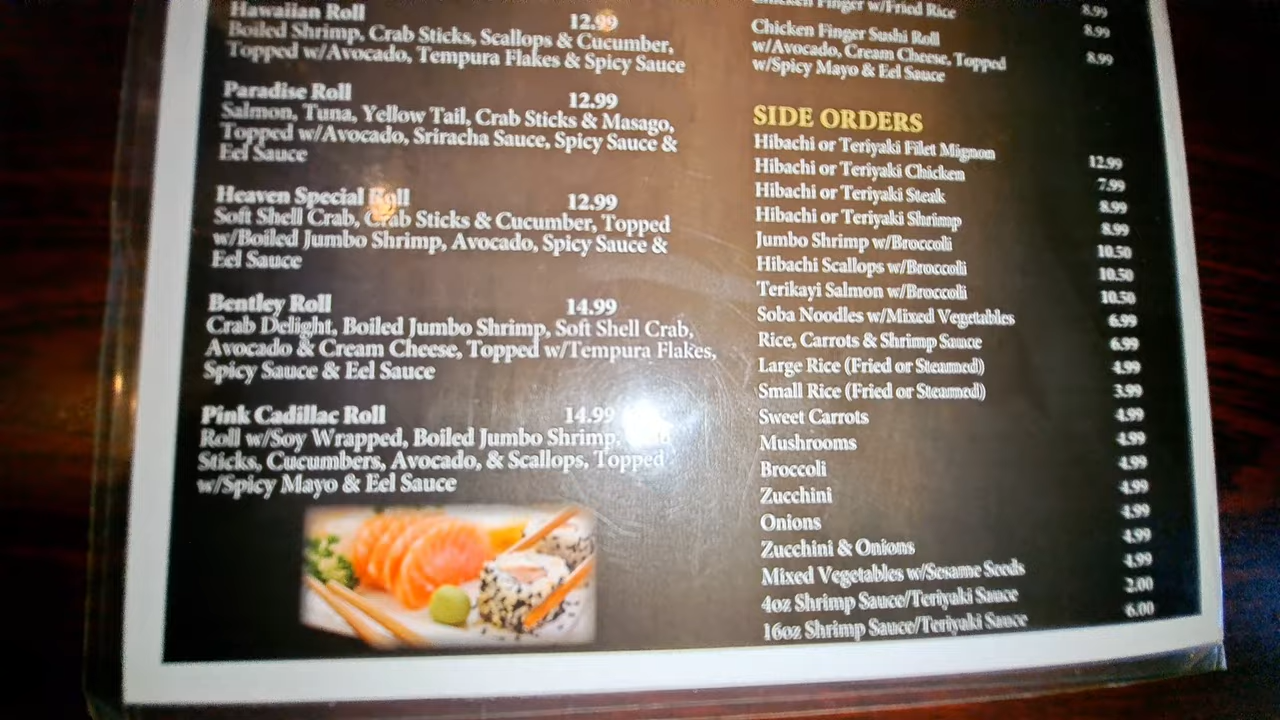 Hawaiian Roll 12.99
Boiled Shrimp, Crab Sticks, Scallops & Cucumber,
Topped w/Avocado, Tempura Flakes & Spicy Sauce
Paradise Roll 12.99
Salmon, Tuna, Yellow Tail, Crab Sticks & Masago,
Topped w/Avocado, Sriracha Sauce, Spicy Sauce &
Eel Sauce
Heaven Special Roll 12.99
Soft Shell Crab, Crab Sticks & Cucumber, Topped
w/Boiled Jumbo Shrimp, Avocado, Spicy Sauce &
Eel Sauce
Bentley Roll 14.99
Crab Delight, Boiled Jumbo Shrimp, Soft Shell Crab,
Avocado & Cream Cheese, Topped w/Tempura Flakes,
Spicy Sauce & Eel Sauce
Pink Cadillac Roll 14.99
Roll w/Soy Wrapped, Boiled Jumbo Shrimp,
Sticks, Cucumbers, Avocado, & Scallops, Topped
w/Spicy Mayo & Eel Sauce
8.99
Chicken Finger w/Fried Rice 8.99
Chicken Finger Sushi Roll 8.99
w/Avocado, Cream Cheese, Topped
w/Spicy Mayo & Eel Sauce
SIDE ORDERS
Hibachi or Teriyaki Filet Mignon 12.99
Hibachi or Teriyaki Chicken 7.99
Hibachi or Teriyaki Steak 8.99
Hibachi or Teriyaki Shrimp 8.99
Jumbo Shrimp w/Broccoli 10.50
Hibachi Scallops w/Broccoli 10.50
Terikayi Salmon w/Broccoli 10.50
Soba Noodles w/Mixed Vegetables 6.99
Rice, Carrots & Shrimp Sauce 6.99
Large Rice (Fried or Steamed) 4.99
Small Rice (Fried or Steamed) 3.99
Sweet Carrots 4.99
Mushrooms 4.99
Broccoli 4.99
Zucchini 4.99
Onions 4.99
Zucchini & Onions 4.99
Mixed Vegetables w/Sesame Seeds 4.99
4oz Shrimp Sauce/Teriyaki Sauce 2.00
16oz Shrimp Sauce/Teriyaki Sauce 6.00